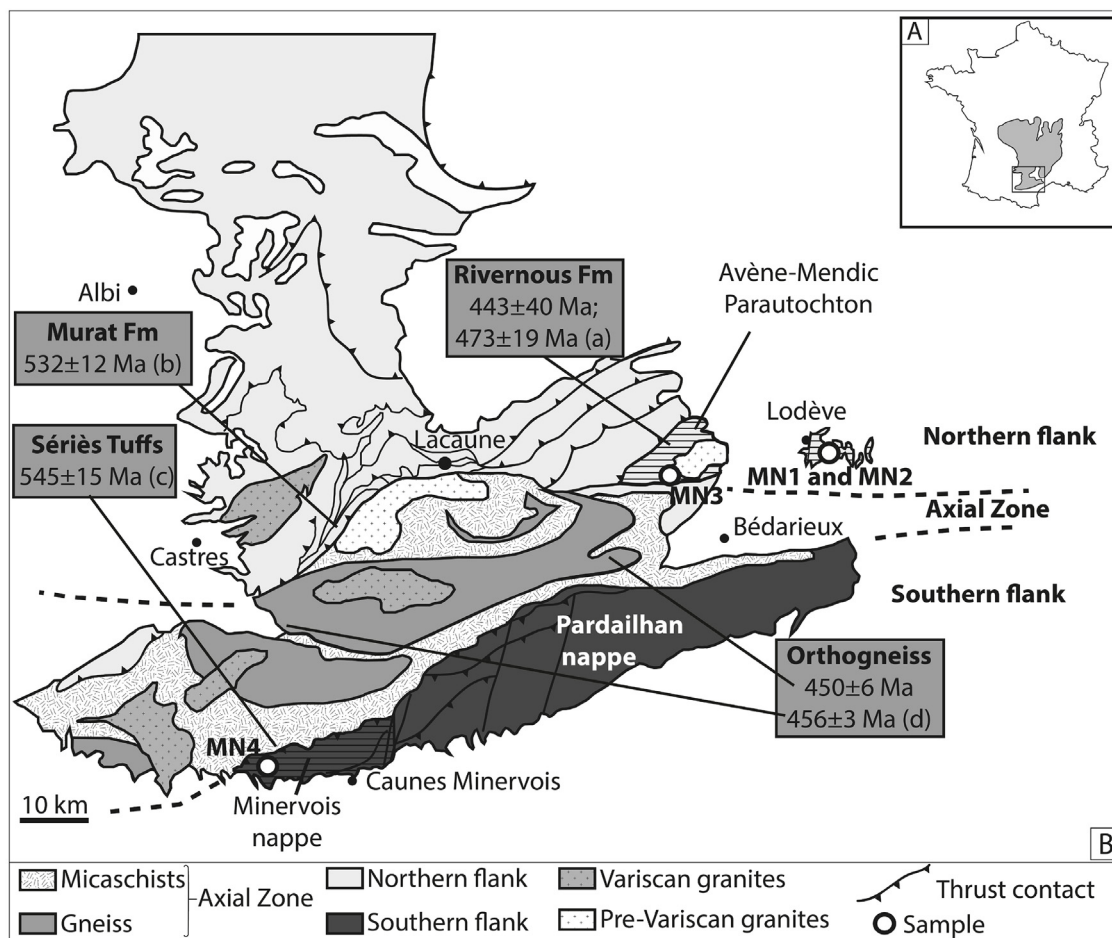 A
Rivernous Fm
443±40 Ma;
473±19 Ma (a)
Avène-Mendic
Parautochton
Albi
Murat Fm
532±12 Ma (b)
Sériès Tuffs
545±15 Ma (c)
Lacaune
Lodève
Northern flank
MN1 and MN2
MN3
Axial Zone
Castres
Bédarieux
Southern flank
Pardailhan
nappe
Orthogneiss
450±6 Ma
456±3 Ma (d)
MN4
Caunes Minervois
10 km
Minervois
nappe
B
Micaschists
Gneiss
Axial Zone
Northern flank
Southern flank
Variscan granites
Pre-Variscan granites
Thrust contact
Sample